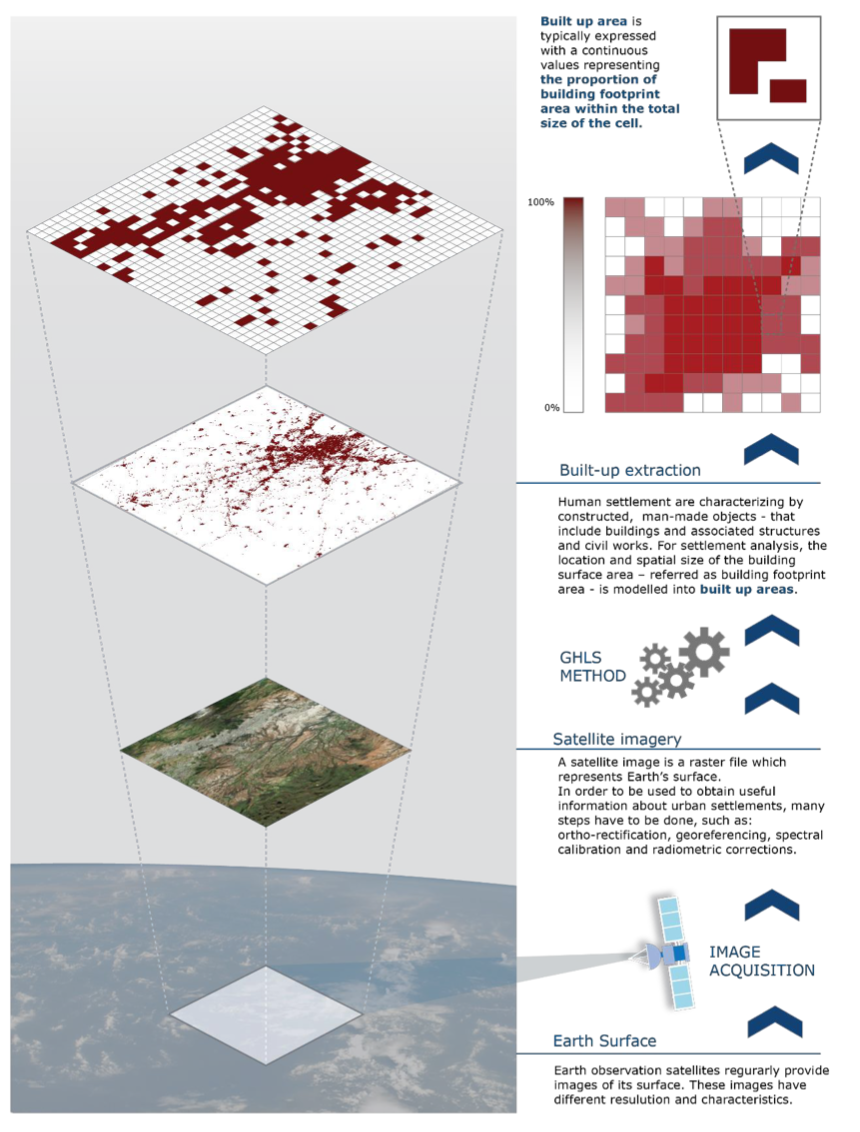 Built up area is
typically expressed
with a continuous
values representing
the proportion of
building footprint
area within the total
size of the cell.
100%
0%
Built-up extraction
Human settlement are characterizing by
constructed,  man-made objects - that
include buildings and associated structures
and civil works. For settlement analysis, the
location and spatial size of the building
surface area – referred as building footprint
area - is modelled into built up areas.
GHLS
METHOD
Satellite imagery
A satellite image is a raster file which
represents Earth's surface.
In order to be used to obtain useful
information about urban settlements, many
steps have to be done, such as:
ortho-rectification, georeferencing, spectral
calibration and radiometric corrections.
IMAGE
ACQUISITION
Earth Surface
Earth observation satellites regurarly provide
images of its surface. These images have
different resulution and characteristics.